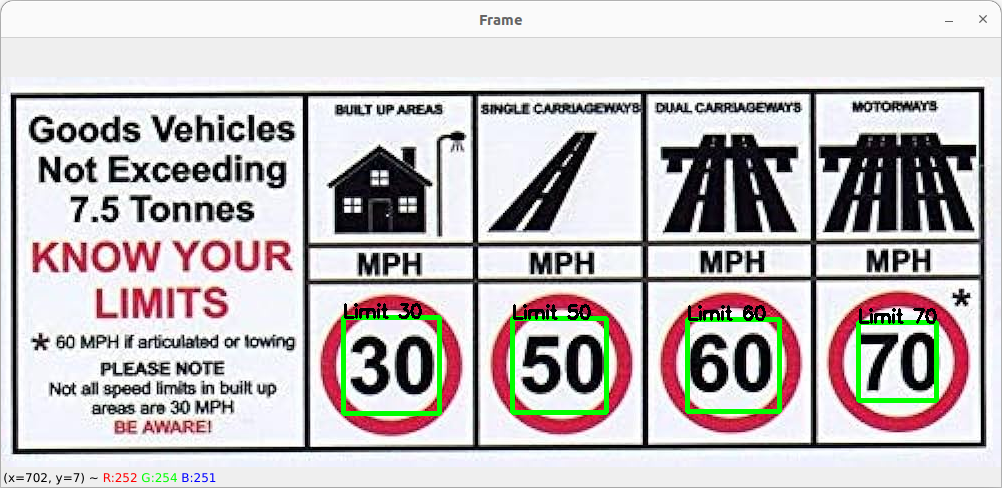 Frame
Goods Vehicles
Not Exceeding
7.5 Tonnes
KNOW YOUR
LIMITS
* 60 MPH if articulated or towing
PLEASE NOTE
Not all speed limits in built up
areas are 30 MPH
BE AWARE!
BUILT UP AREAS
MPH
Limit 30
30
SINGLE CARRIAGEWAYS
MPH
Limit 50
50
DUAL CARRIAGEWAYS
MPH
Limit 60
60
MOTORWAYS
MPH
*
Limit 70
70
(x=702, y=7) ~ R:252 G:254 B:251